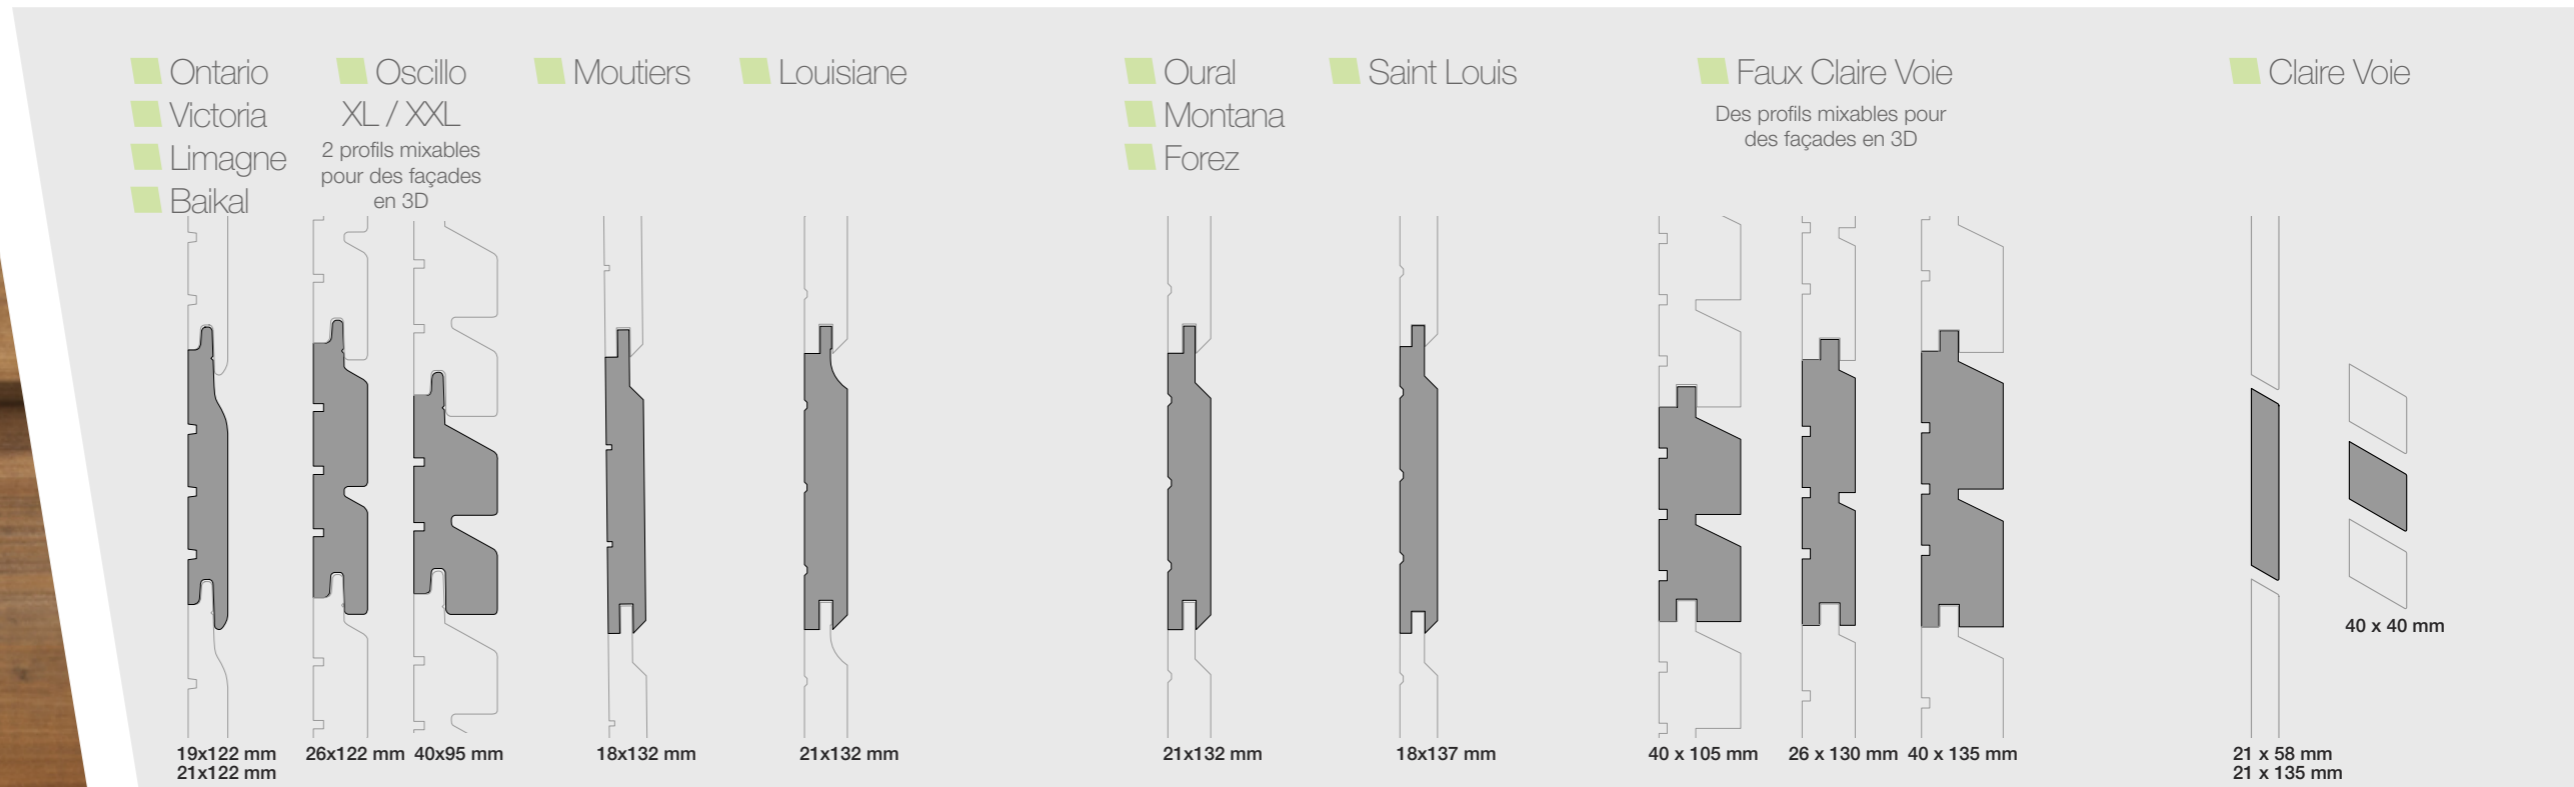 Ontario
Victoria
Limagne
Baikal
Oscillo
XL / XXL
2 profils mixables
pour des façades
en 3D
Moutiers
Louisiane
Oural
Montana
Forez
Saint Louis
Faux Claire Voie
Des profils mixables pour
des façades en 3D
Claire Voie
19x122 mm
21x122 mm
26x122 mm
40x95 mm
18x132 mm
21x132 mm
21x132 mm
18x137 mm
40 x 105 mm
26 x 130 mm
40 x 135 mm
21 x 58 mm
21 x 135 mm
40 x 40 mm